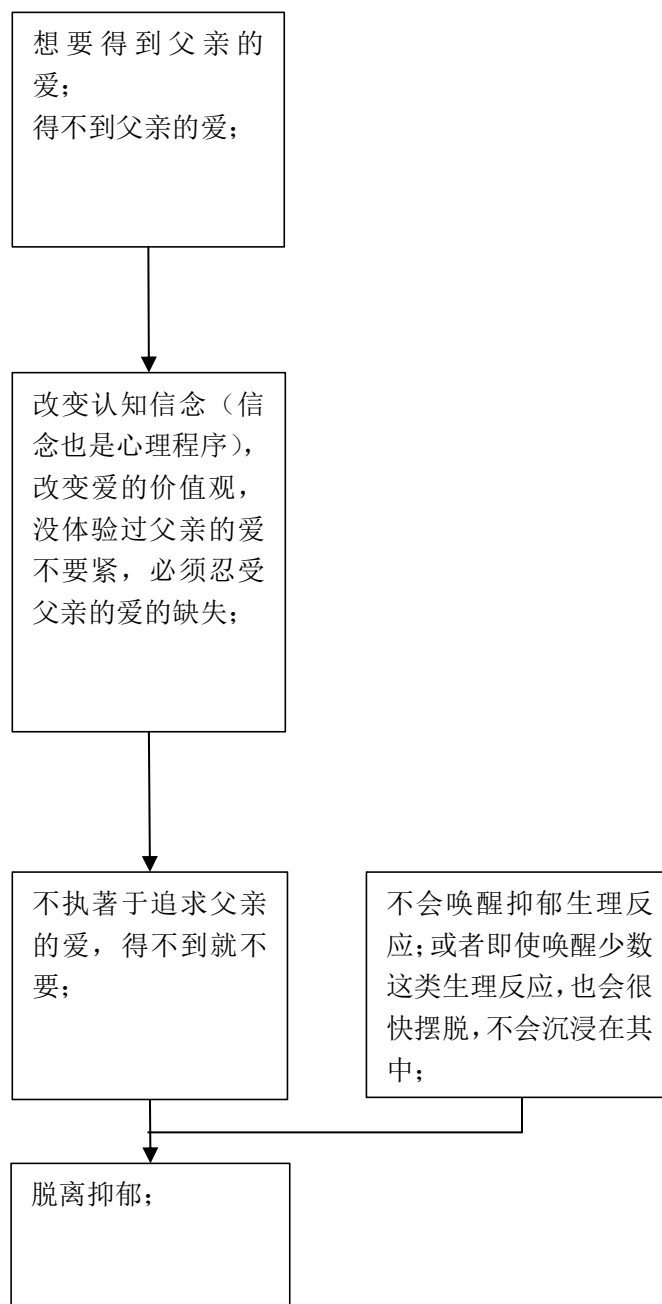 想要得到父亲的
爱；
得不到父亲的爱；
改变认知信念（信
念也是心理程序），
改变爱的价值观，
没体验过父亲的爱
不要紧，必须忍受
父亲的爱的缺失；
不执著于追求父亲
的爱，得不到就不
要；
不会唤醒抑郁生理反
应；或者即使唤醒少数
这类生理反应，也会很
快摆脱，不会沉浸在其
中；
脱离抑郁；